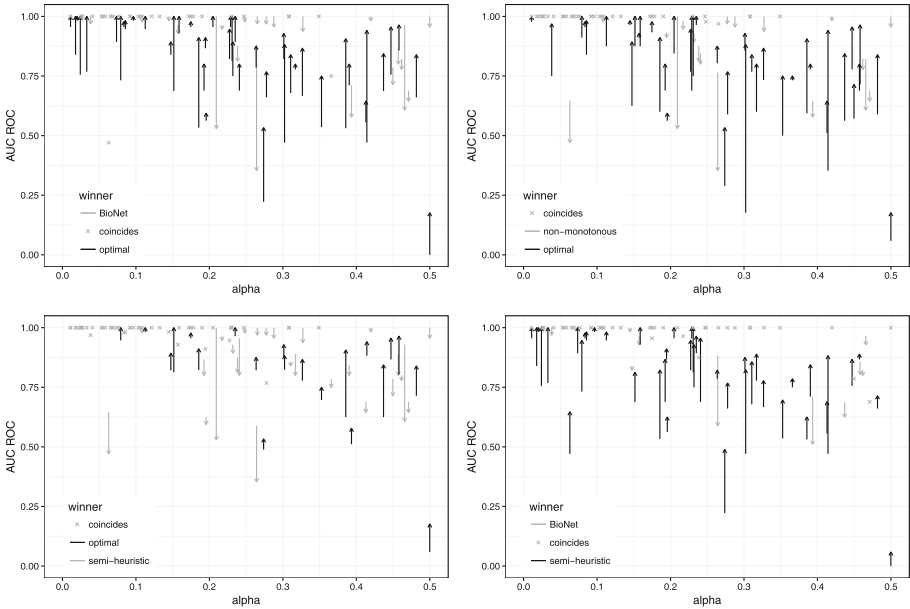 1.00
0.75
0.50
0.25
0.00
AUC ROC
winner
BioNet
coincides
optimal
0.0 0.1 0.2 0.3 0.4 0.5
alpha
1.00
0.75
0.50
0.25
0.00
AUC ROC
winner
coincides
non−monotonous
optimal
0.0 0.1 0.2 0.3 0.4 0.5
alpha
1.00
0.75
0.50
0.25
0.00
AUC ROC
winner
coincides
optimal
semi−heuristic
0.0 0.1 0.2 0.3 0.4 0.5
alpha
1.00
0.75
0.50
0.25
0.00
AUC ROC
winner
BioNet
coincides
semi−heuristic
0.0 0.1 0.2 0.3 0.4 0.5
alpha